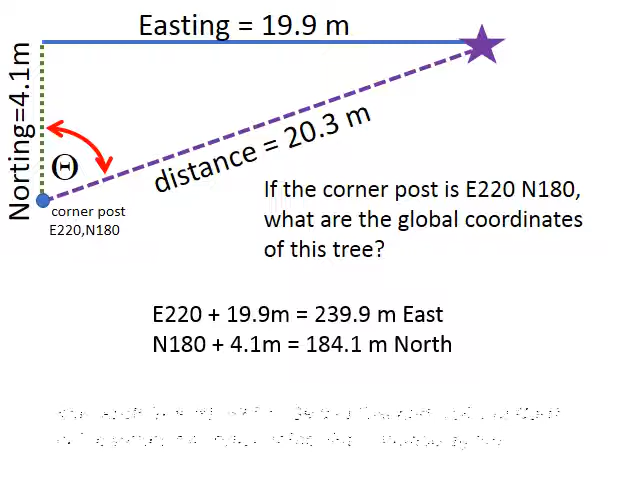 Easting = 19.9 m
Norting=4.1m
Θ
distance = 20.3 m
corner post
E220,N180
If the corner post is E220 N180,
what are the global coordinates
of this tree?
E220 + 19.9m = 239.9 m East
N180 + 4.1m = 184.1 m North